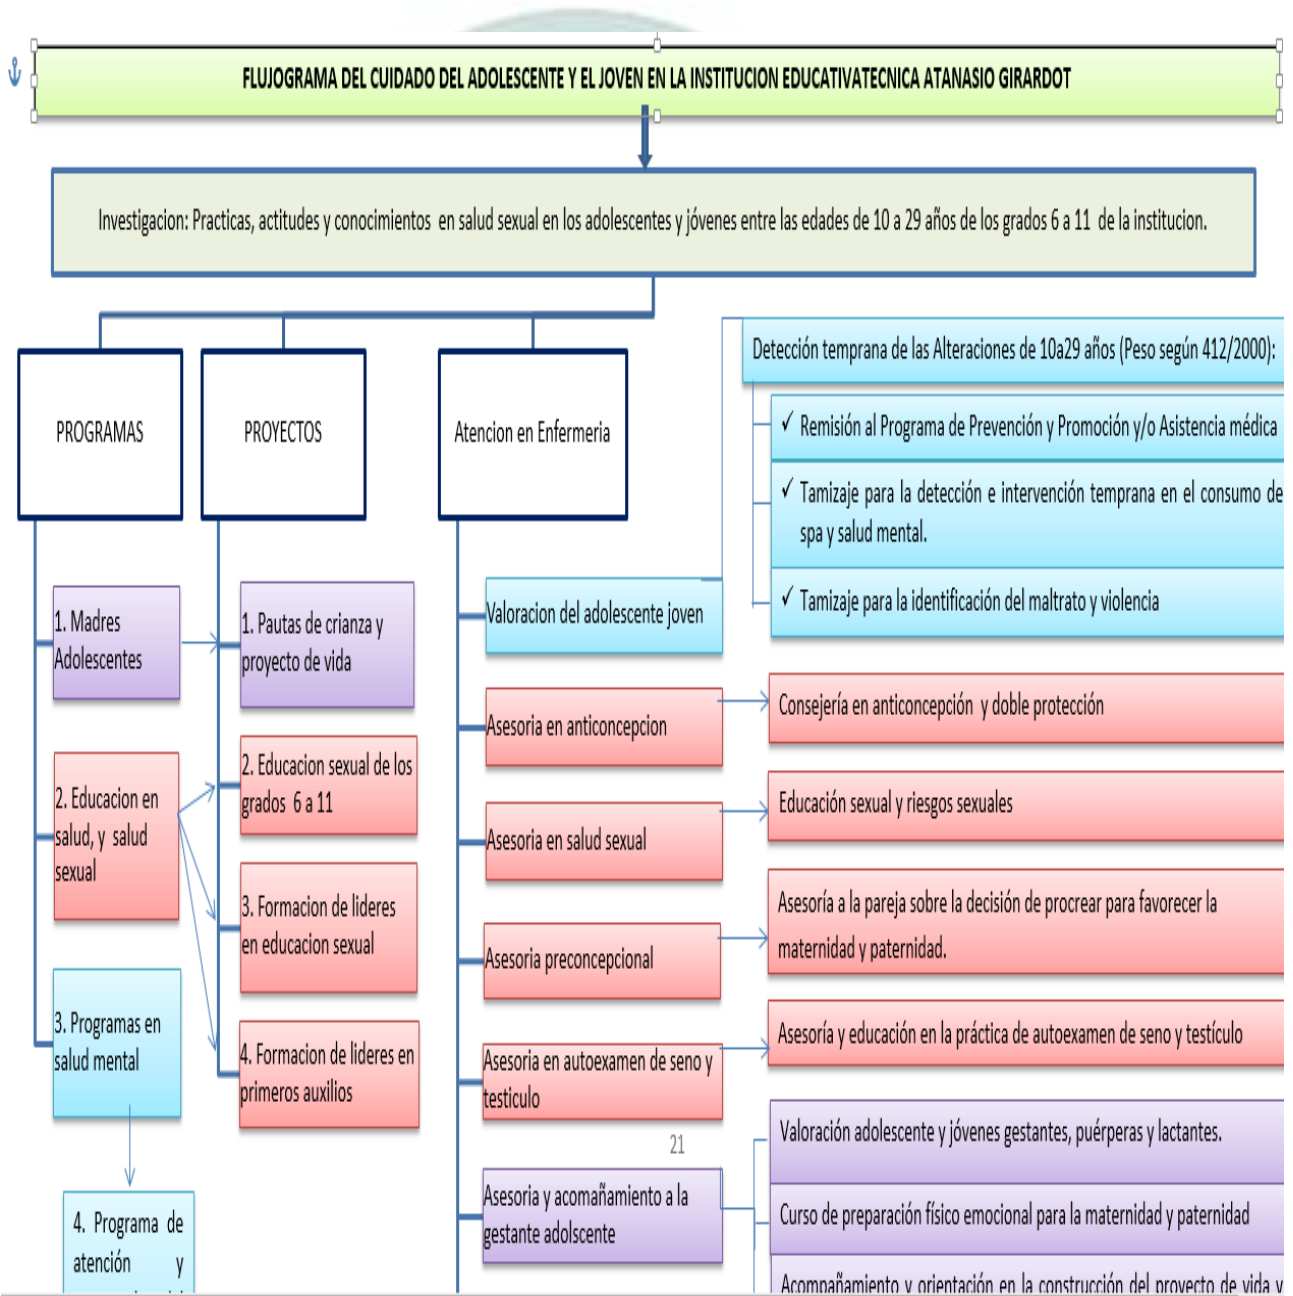 FLUJOGRAMA DEL CUIDADO DEL ADOLESCENTE Y EL JOVEN EN LA INSTITUCION EDUCATIVATECNICA ATANASIO GIRARDOT
Investigacion: Practicas, actitudes y conocimientos en salud sexual en los adolescentes y jóvenes entre las edades de 10 a 29 años de los grados 6 a 11 de la institucion.
PROGRAMAS
1. Madres
Adolescentes
2. Educacion en
salud, y salud
sexual
3. Programas en
salud mental
4. Programa de
atención y
PROYECTOS
1. Pautas de crianza y
proyecto de vida
2. Educacion sexual de los
grados 6 a 11
3. Formacion de lideres
en educacion sexual
4. Formacion de lideres en
primeros auxilios
Atencion en Enfermeria
Valoracion del adolescente joven
Detección temprana de las Alteraciones de 10a29 años (Peso según 412/2000):
✓ Remisión al Programa de Prevención y Promoción y/o Asistencia médica
✓ Tamizaje para la detección e intervención temprana en el consumo de
spa y salud mental.
✓ Tamizaje para la identificación del maltrato y violencia
Asesoria en anticoncepcion
Consejería en anticoncepción y doble protección
Asesoria en salud sexual
Educación sexual y riesgos sexuales
Asesoria preconcepcional
Asesoría a la pareja sobre la decisión de procrear para favorecer la
maternidad y paternidad.
Asesoria en autoexamen de seno y
testiculo
Asesoría y educación en la práctica de autoexamen de seno y testículo
21
Asesoria y acomañamiento a la
gestante adolscente
Valoración adolescente y jóvenes gestantes, puérperas y lactantes.
Curso de preparación físico emocional para la maternidad y paternidad
Acompañamiento y orientación en la construcción del proyecto de vida y